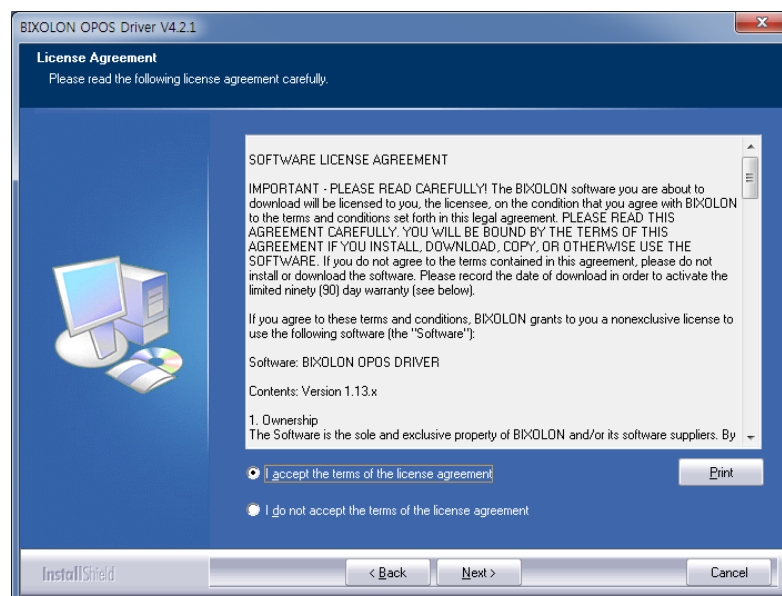 BIXOLON OPOS Driver V4.2.1
License Agreement
Please read the following license agreement carefully.
SOFTWARE LICENSE AGREEMENT
IMPORTANT - PLEASE READ CAREFULLY! The BIXOLON software you are about to
download will be licensed to you, the licensee, on the condition that you agree with BIXOLON
to the terms and conditions set forth in this legal agreement. PLEASE READ THIS
AGREEMENT CAREFULLY. YOU WILL BE BOUND BY THE TERMS OF THIS
AGREEMENT IF YOU INSTALL, DOWNLOAD, COPY, OR OTHERWISE USE THE
SOFTWARE. If you do not agree to the terms contained in this agreement, please do not
install or download the software. Please record the date of download in order to activate the
limited ninety (90) day warranty (see below).
If you agree to these terms and conditions, BIXOLON grants to you a nonexclusive license to
use the following software (the "Software"):
Software: BIXOLON OPOS DRIVER
Contents: Version 1.13.x
1. Ownership
The Software is the sole and exclusive property of BIXOLON and/or its software suppliers. By
I accept the terms of the license agreement
Print
I do not accept the terms of the license agreement
InstallShield
< Back
Next >
Cancel